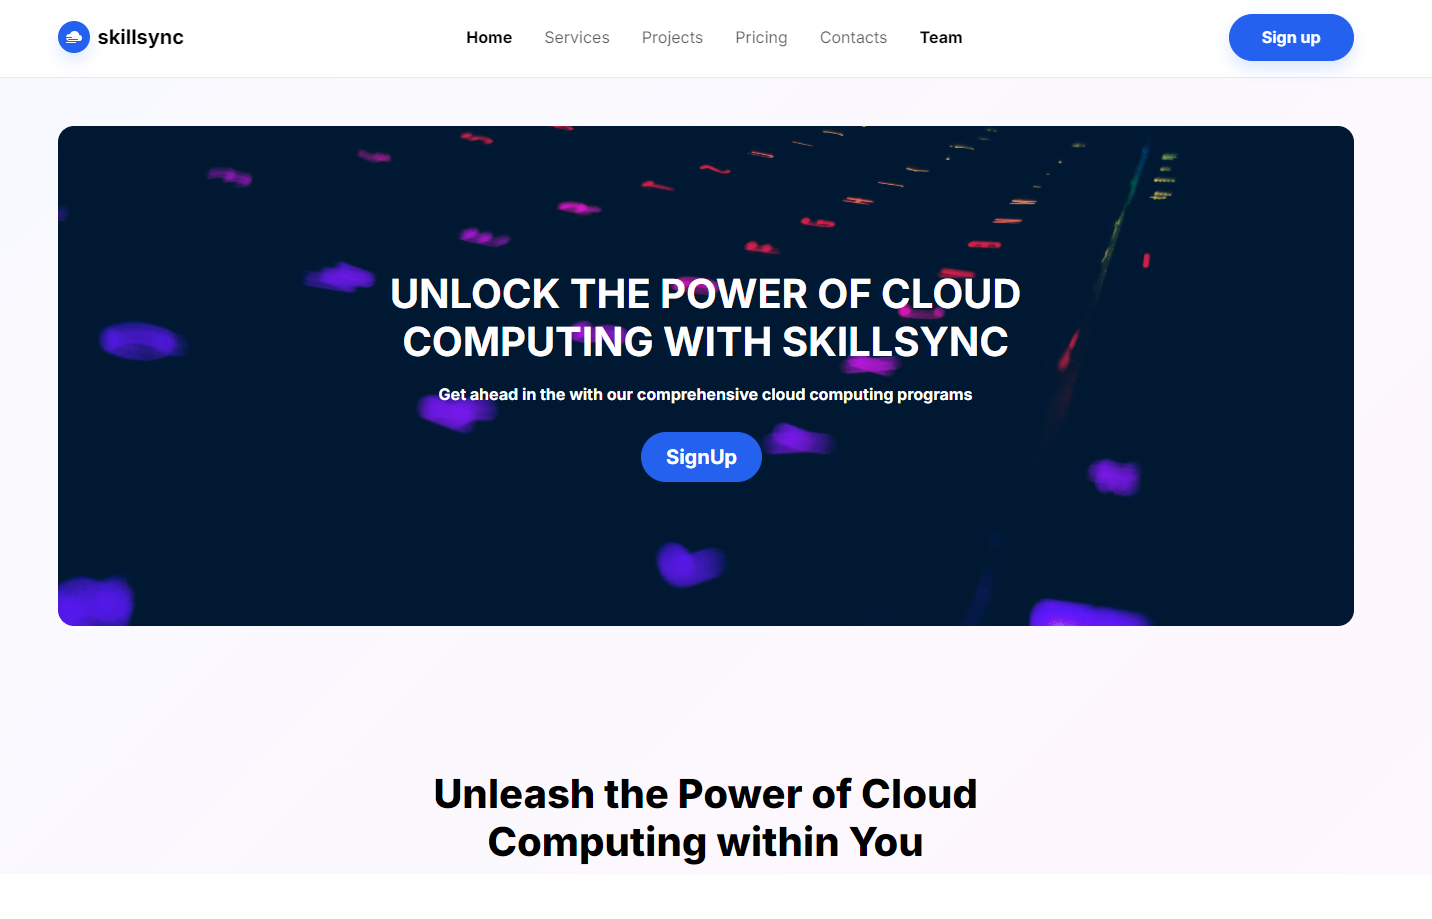 skillsync
Home Services Projects Pricing Contacts Team
Sign up
UNLOCK THE POWER OF CLOUD
COMPUTING WITH SKILLSYNC
Get ahead in the with our comprehensive cloud computing programs
SignUp
Unleash the Power of Cloud
Computing within You